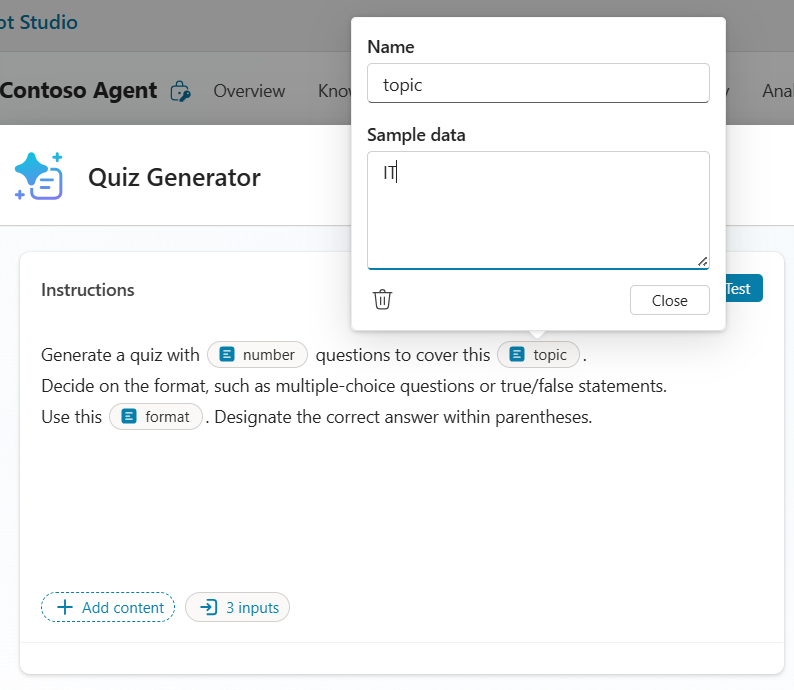 ot Studio
Contoso Agent Overview Know y Anal
Name
topic
Sample data
IT
Close
Quiz Generator
Instructions
Test
Generate a quiz with number questions to cover this topic .
Decide on the format, such as multiple-choice questions or true/false statements.
Use this format . Designate the correct answer within parentheses.
Add content 3 inputs